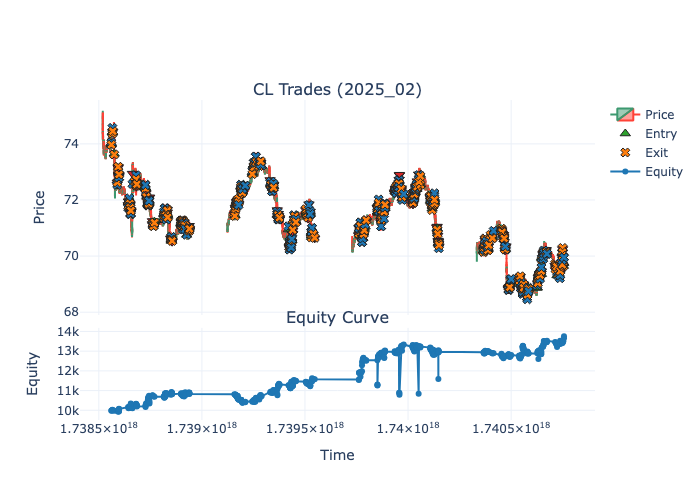 CL Trades (2025_02)
74
72
70
68
Price
Price
Entry
Exit
Equity
Equity Curve
14k
13k
12k
11k
10k
Equity
1.7385×10¹⁸
1.739×10¹⁸
1.7395×10¹⁸
1.74×10¹⁸
1.7405×10¹⁸
Time